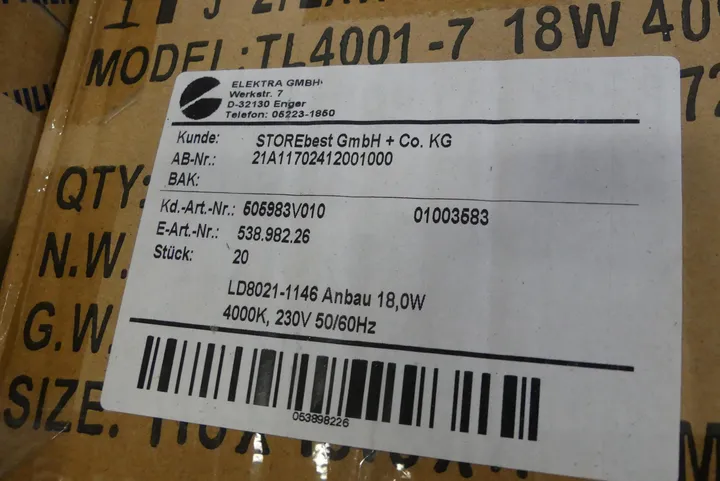 MODEL:TL4001-7 18W 40
ELEKTRA GMBH
Werkstr. 7
D-32130 Enger
Telefon: 05223-1850
Kunde: STOREbest GmbH + Co. KG
AB-Nr.: 21A11702412001000
BAK:
Kd.-Art.-Nr.: 505983V010 01003583
E-Art.-Nr.: 538.982.26
Stück: 20
LD8021-1146 Anbau 18,0W
4000K, 230V 50/60Hz
053898226
QTY:
N.W.
G.W.
SIZE: